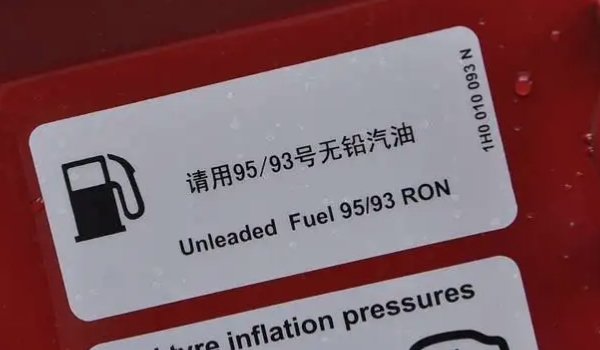 请用95/93号无铅汽油
Unleaded Fuel 95/93 RON
1H0 010 093 N
tyre inflation pressures